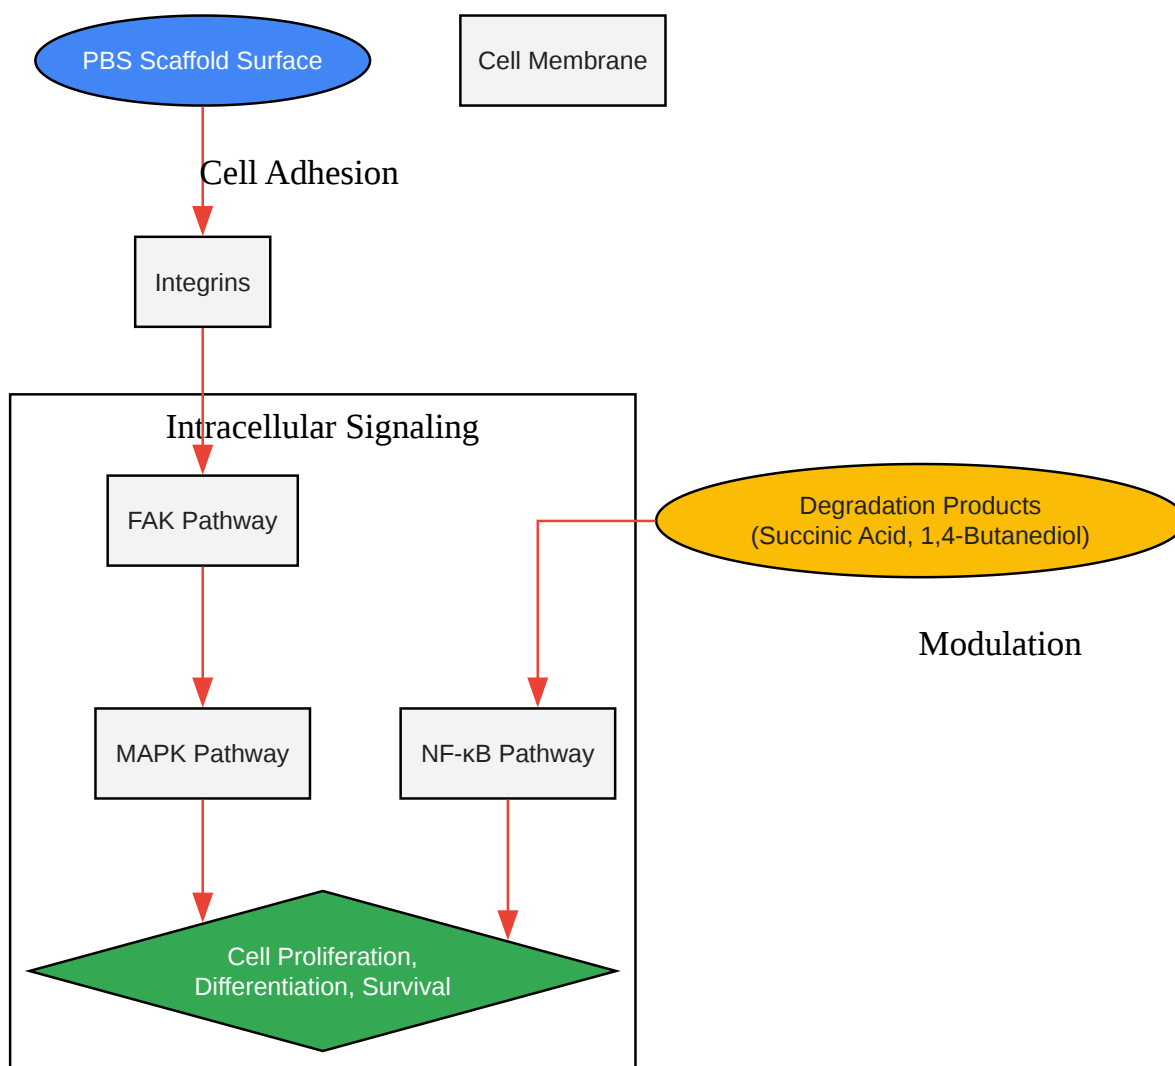 PBS Scaffold Surface
Cell Membrane
Cell Adhesion
Integrins
Intracellular Signaling
FAK Pathway
Degradation Products
(Succinic Acid, 1,4-Butanediol)
Modulation
MAPK Pathway
NF-κB Pathway
Cell Proliferation,
Differentiation, Survival